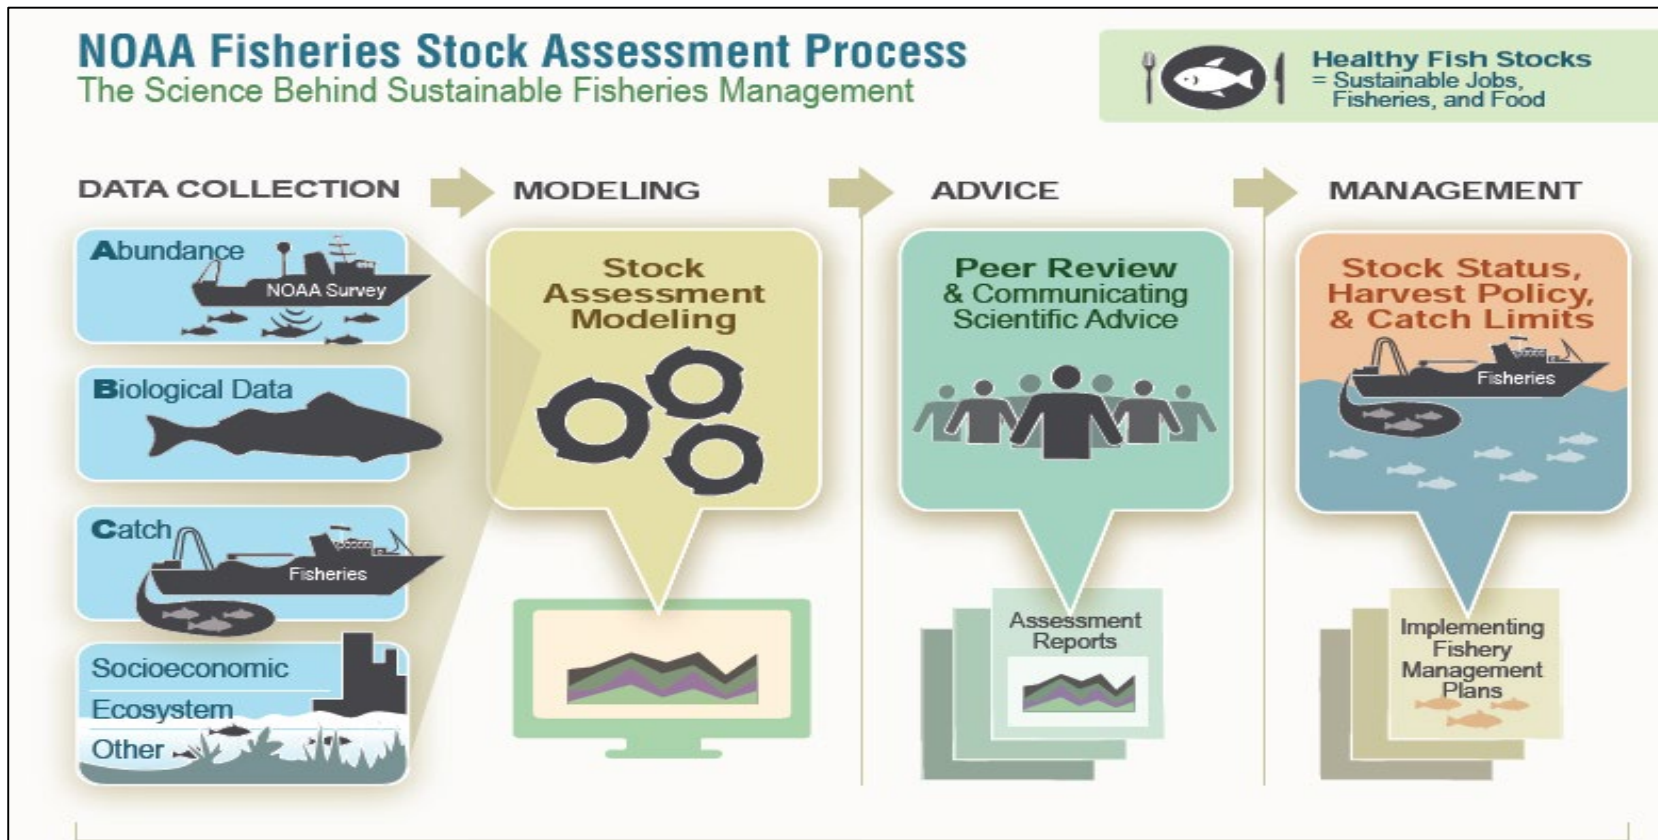 NOAA Fisheries Stock Assessment Process
The Science Behind Sustainable Fisheries Management
Healthy Fish Stocks
= Sustainable Jobs,
Fisheries, and Food
DATA COLLECTION
MODELING
ADVICE
MANAGEMENT
Abundance
NOAA Survey
Biological Data
Catch
Fisheries
Socioeconomic
Ecosystem
Other
Stock
Assessment
Modeling
Peer Review
& Communicating
Scientific Advice
Assessment
Reports
Stock Status,
Harvest Policy,
& Catch Limits
Fisheries
Implementing
Fishery
Management
Plans